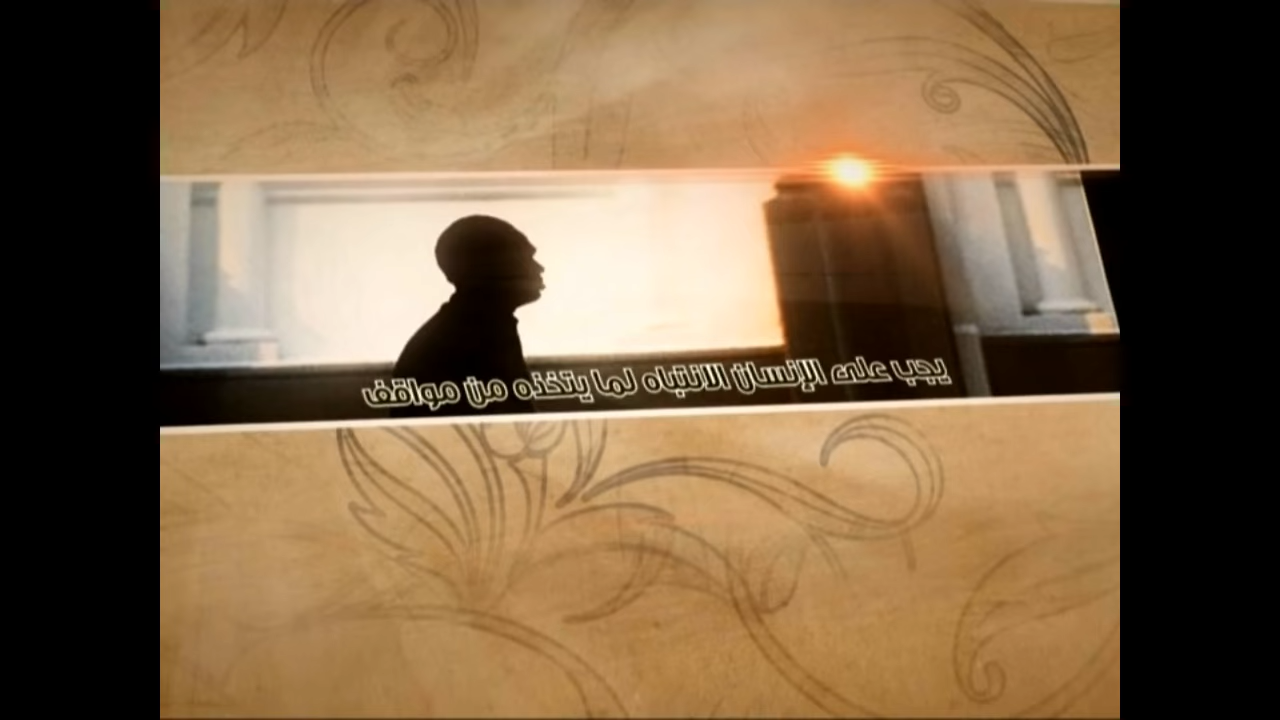 يجب على الإنسان الانتباه لما يتخذه من مواقف